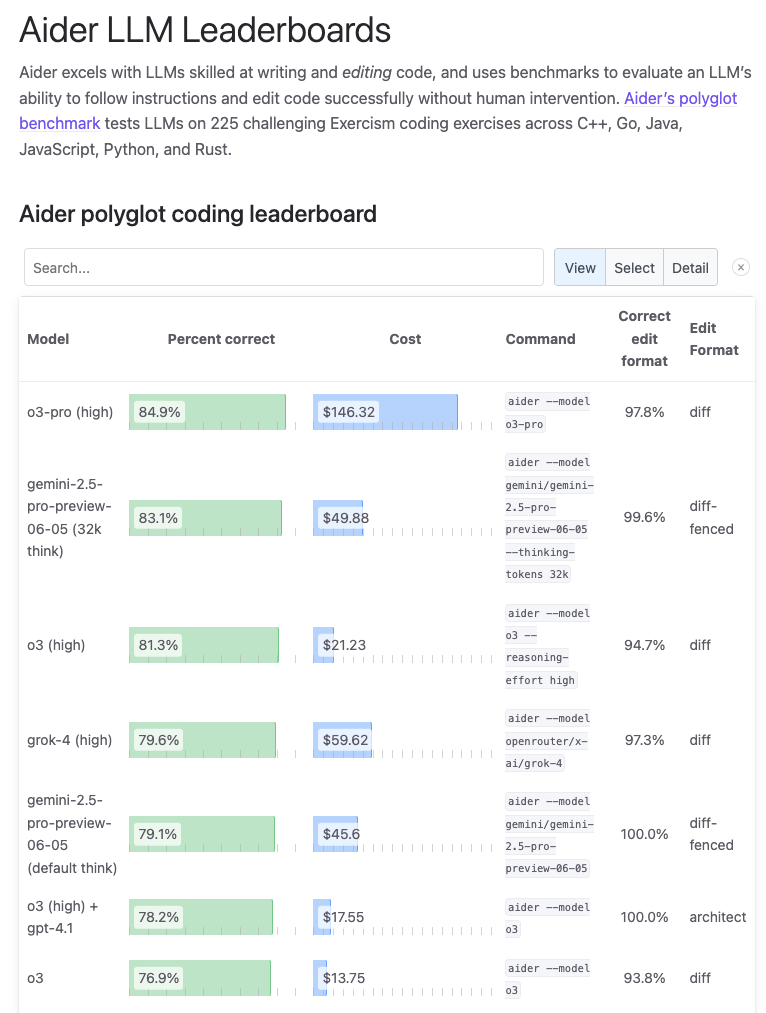 Aider LLM Leaderboards
Aider excels with LLMs skilled at writing and editing code, and uses benchmarks to evaluate an LLM’s
ability to follow instructions and edit code successfully without human intervention. Aider’s polyglot
benchmark tests LLMs on 225 challenging Exercism coding exercises across C++, Go, Java,
JavaScript, Python, and Rust.
Aider polyglot coding leaderboard
Search...
View
Select
Detail
×
Model
Percent correct
Cost
Command
Correct
edit
format
Edit
Format
o3-pro (high)
84.9%
$146.32
aider --model
o3-pro
97.8%
diff
gemini-2.5-
pro-preview-
06-05 (32k
think)
83.1%
$49.88
aider --model
gemini/gemini-
2.5-pro-
preview-06-05
--thinking-
tokens 32k
99.6%
diff-
fenced
o3 (high)
81.3%
$21.23
aider --model
o3 --
reasoning-
effort high
94.7%
diff
grok-4 (high)
79.6%
$59.62
aider --model
openrouter/x-
ai/grok-4
97.3%
diff
gemini-2.5-
pro-preview-
06-05
(default think)
79.1%
$45.6
aider --model
gemini/gemini-
2.5-pro-
preview-06-05
100.0%
diff-
fenced
o3 (high) +
gpt-4.1
78.2%
$17.55
aider --model
o3
100.0%
architect
o3
76.9%
$13.75
aider --model
o3
93.8%
diff